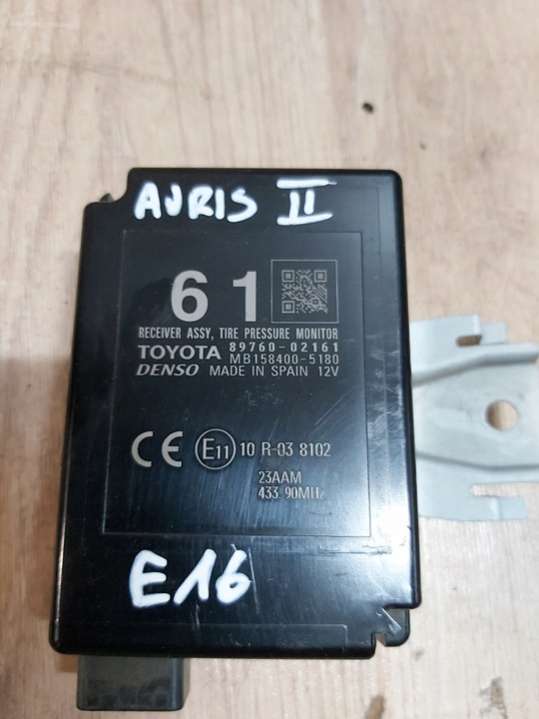 AURIS II
61
RECEIVER ASSY, TIRE PRESSURE MONITOR
TOYOTA 89760-02161
MB158400-5180
DENSO MADE IN SPAIN 12V
CE E11 10 R-03 8102
23AAM
433.90MHz
E16